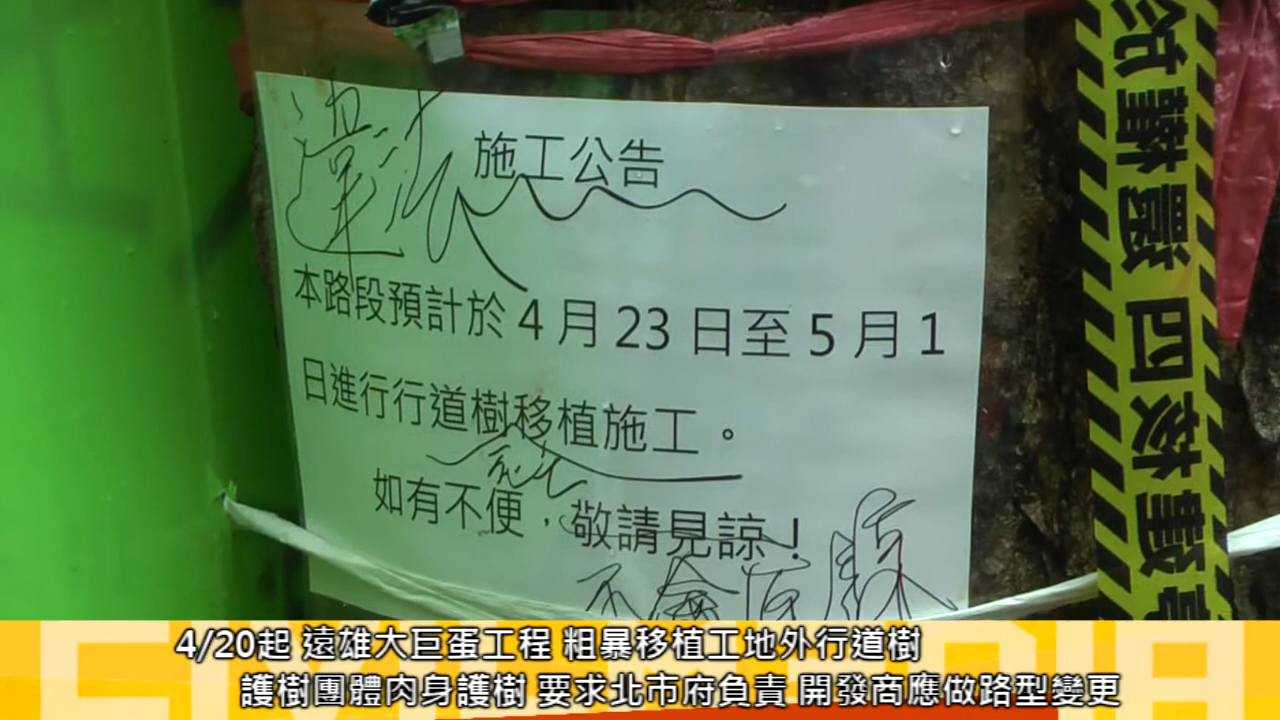 違法
施工公告
本路段預計於4月23日至5月1
日進行行道樹移植施工。
死
如有不便，敬請見諒！
4/20起 遠雄大巨蛋工程 粗暴移植工地外行道樹
護樹團體肉身護樹 要求北市府負責 開發商應做路型變更